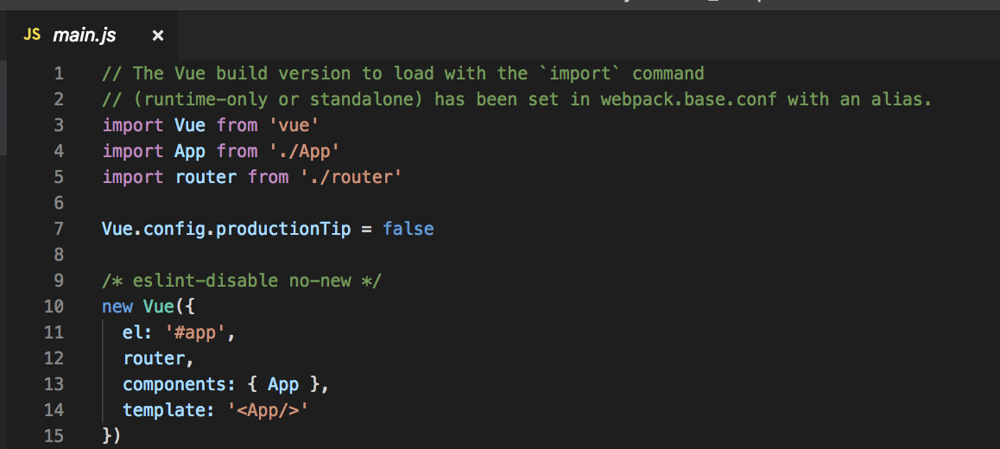 JS main.js ×
1 // The Vue build version to load with the `import` command
2 // (runtime-only or standalone) has been set in webpack.base.conf with an alias.
3 import Vue from 'vue'
4 import App from './App'
5 import router from './router'
6
7 Vue.config.productionTip = false
8
9 /* eslint-disable no-new */
10 new Vue({
11   el: '#app',
12   router,
13   components: { App },
14   template: '<App/>'
15 })